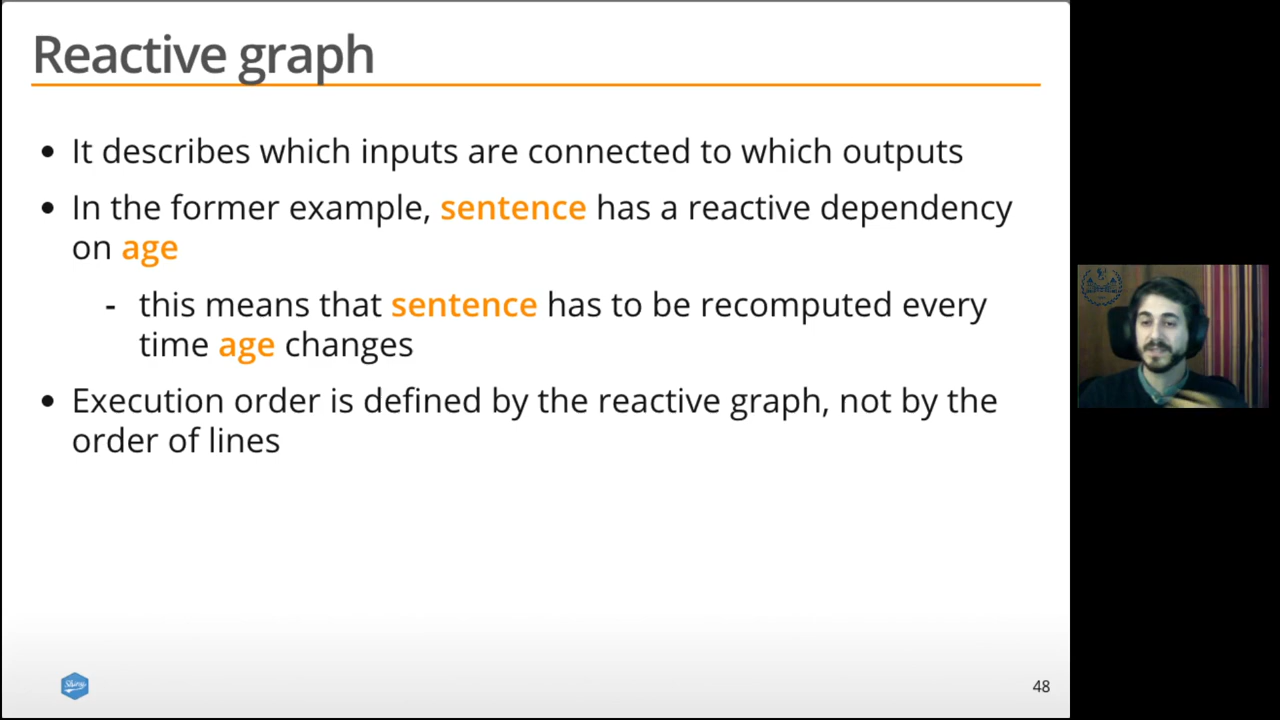 Reactive graph
• It describes which inputs are connected to which outputs
• In the former example, sentence has a reactive dependency
on age
- this means that sentence has to be recomputed every
time age changes
• Execution order is defined by the reactive graph, not by the
order of lines
Shiny
48